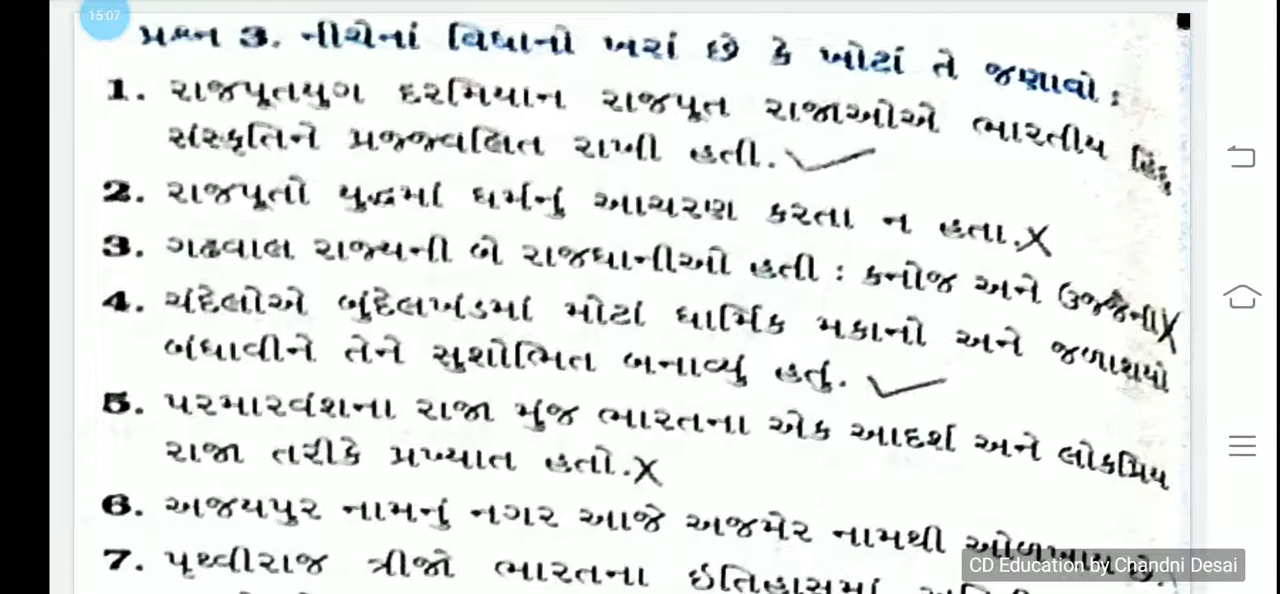 15:07
પ્રશ્ન 3. નીચેનાં વિધાનો ખરાં છે કે ખોટાં તે જણાવો :
1. રાજપૂતયુગ દરમિયાન રાજપૂત રાજાઓએ ભારતીય હિંદુ
સંસ્કૃતિને પ્રજ્જ્વલિત રાખી હતી. ✓
2. રાજપૂતો યુદ્ધમાં ધર્મનું આચરણ કરતા ન હતા. X
3. ગઢવાલ રાજ્યની બે રાજધાનીઓ હતી : કનોજ અને ઉજ્જૈની X
4. ચંદેલોએ બુંદેલખંડમાં મોટાં ધાર્મિક મકાનો અને જળાશયો
બંધાવીને તેને સુશોભિત બનાવ્યું હતું. ✓
5. પરમારવંશના રાજા મુંજ ભારતના એક આદર્શ અને લોકપ્રિય
રાજા તરીકે પ્રખ્યાત હતો. X
6. અજયપુર નામનું નગર આજે અજમેર નામથી ઓળખાય છે.
7. પૃથ્વીરાજ ત્રીજો ભારતના ઇતિહાસમાં
CD Education by Chandni Desai